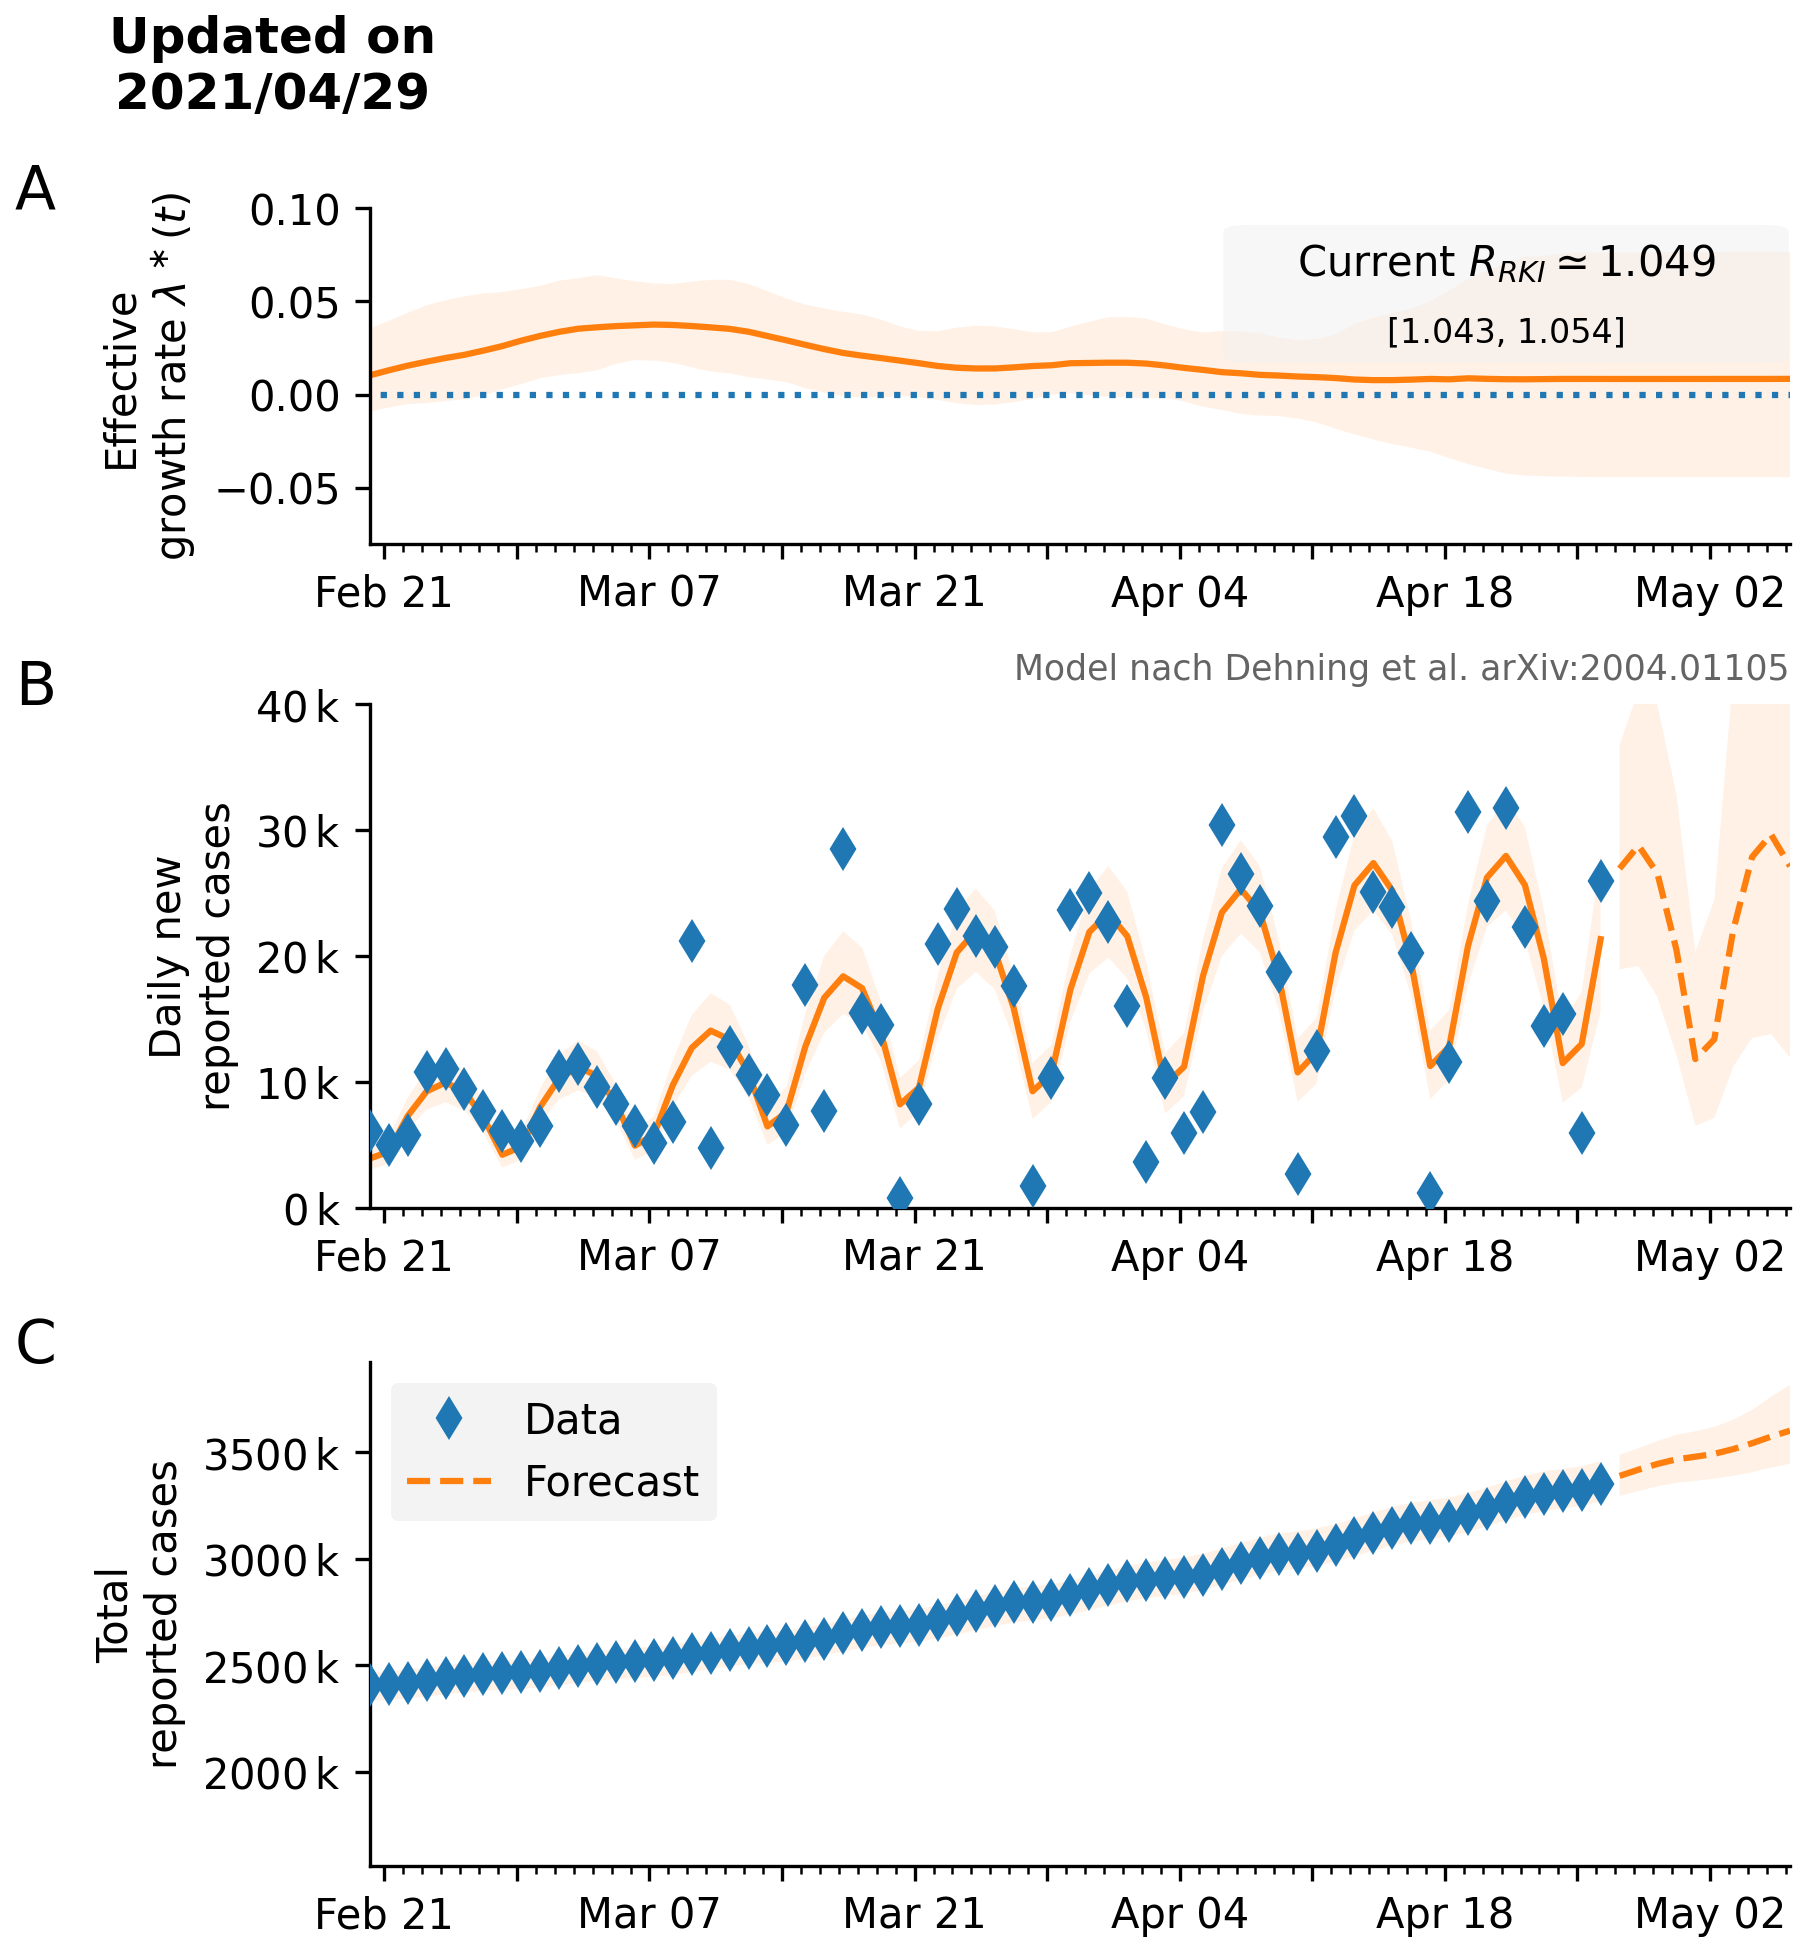 Updated on
2021/04/29
A
Effective
growth rate λ * (t)
0.10
0.05
0.00
−0.05
Current R_RKI ≃ 1.049
[1.043, 1.054]
Feb 21
Mar 07
Mar 21
Apr 04
Apr 18
May 02
Model nach Dehning et al. arXiv:2004.01105
B
Daily new
reported cases
40 k
30 k
20 k
10 k
0 k
Feb 21
Mar 07
Mar 21
Apr 04
Apr 18
May 02
C
Total
reported cases
3500 k
3000 k
2500 k
2000 k
Data
Forecast
Feb 21
Mar 07
Mar 21
Apr 04
Apr 18
May 02